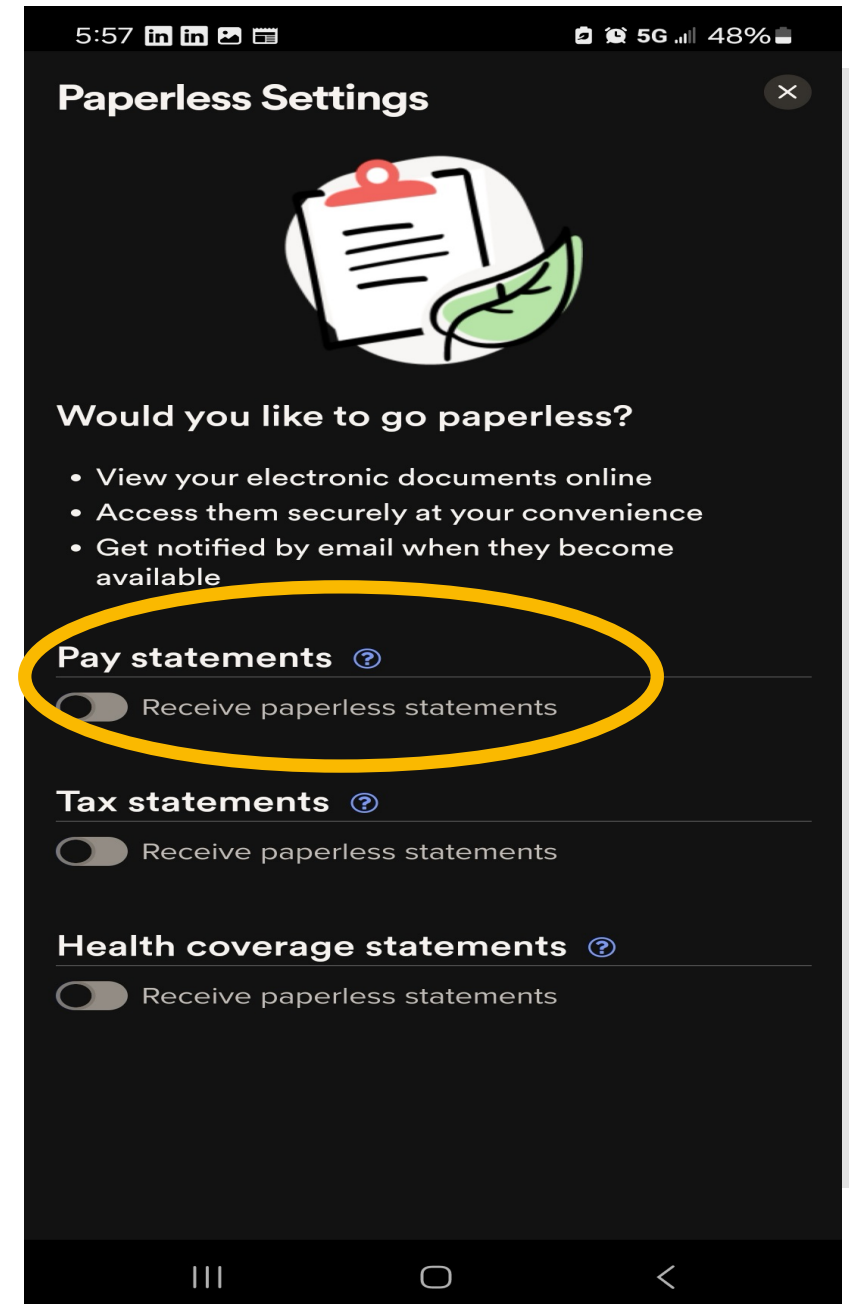 5:57 in in 5G 48%
Paperless Settings
Would you like to go paperless?
• View your electronic documents online
• Access them securely at your convenience
• Get notified by email when they become
available
Pay statements ?
Receive paperless statements
Tax statements ?
Receive paperless statements
Health coverage statements ?
Receive paperless statements